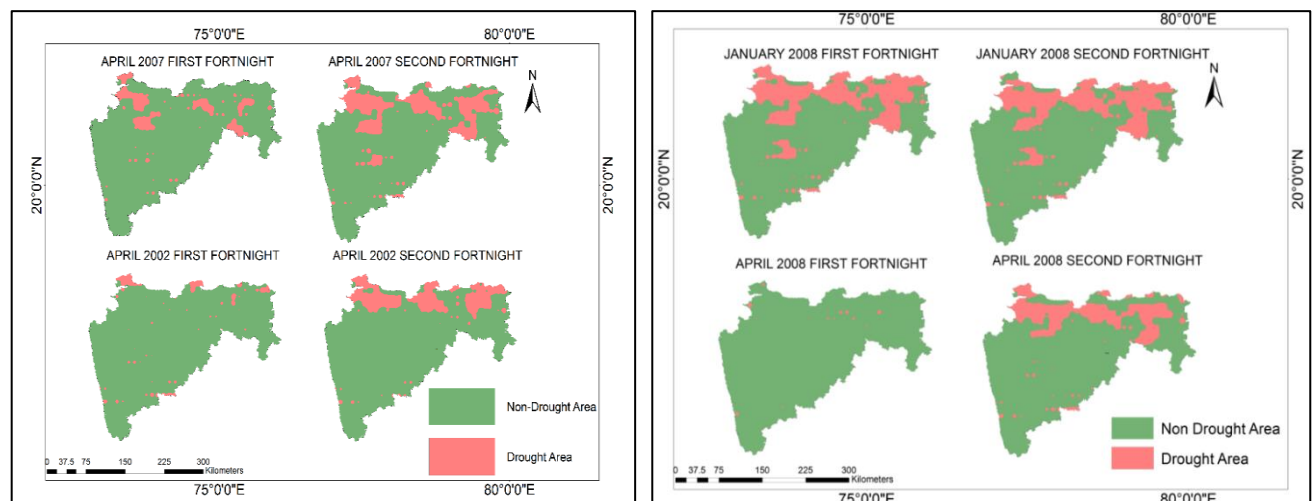 75°0'0"E 80°0'0"E
APRIL 2007 FIRST FORTNIGHT APRIL 2007 SECOND FORTNIGHT
N
20°0'0"N 20°0'0"N
APRIL 2002 FIRST FORTNIGHT APRIL 2002 SECOND FORTNIGHT
Non-Drought Area
Drought Area
0 37.5 75 150 225 300
Kilometers
75°0'0"E 80°0'0"E
75°0'0"E 80°0'0"E
JANUARY 2008 FIRST FORTNIGHT JANUARY 2008 SECOND FORTNIGHT
N
20°0'0"N 20°0'0"N
APRIL 2008 FIRST FORTNIGHT APRIL 2008 SECOND FORTNIGHT
Non Drought Area
Drought Area
0 37.5 75 150 225 300
Kilometers
75°0'0"E 80°0'0"E